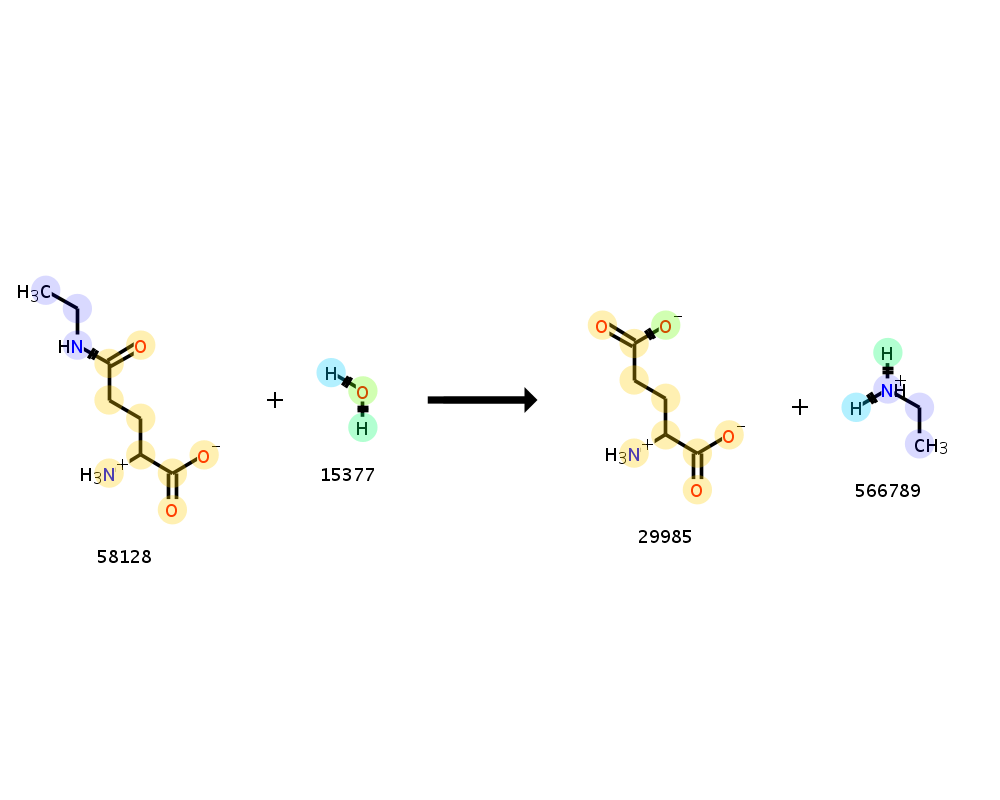 H₃C
HN
O
H₃N⁺
O⁻
O
58128
+
H
O
H
15377
O
O⁻
H₃N⁺
O⁻
O
29985
+
H
NH⁺
H
CH₃
566789